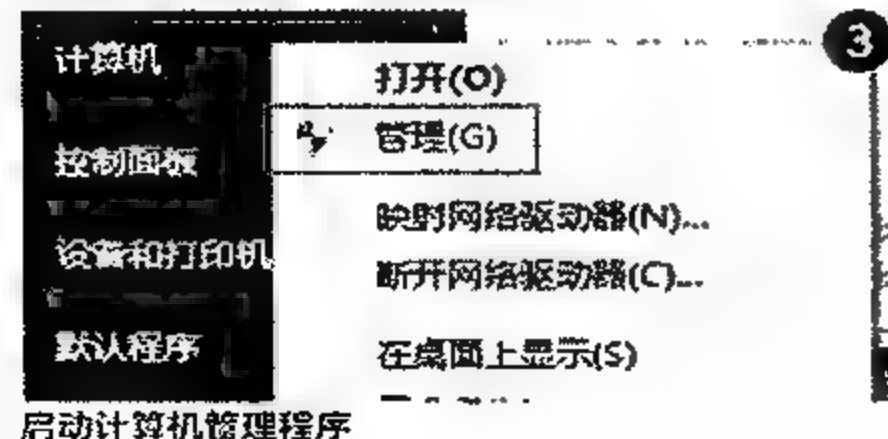 3
计算机
打开(O)
管理(G)
控制面板
映射网络驱动器(N)...
设备和打印机
断开网络驱动器(C)...
默认程序
在桌面上显示(S)
启动计算机管理程序